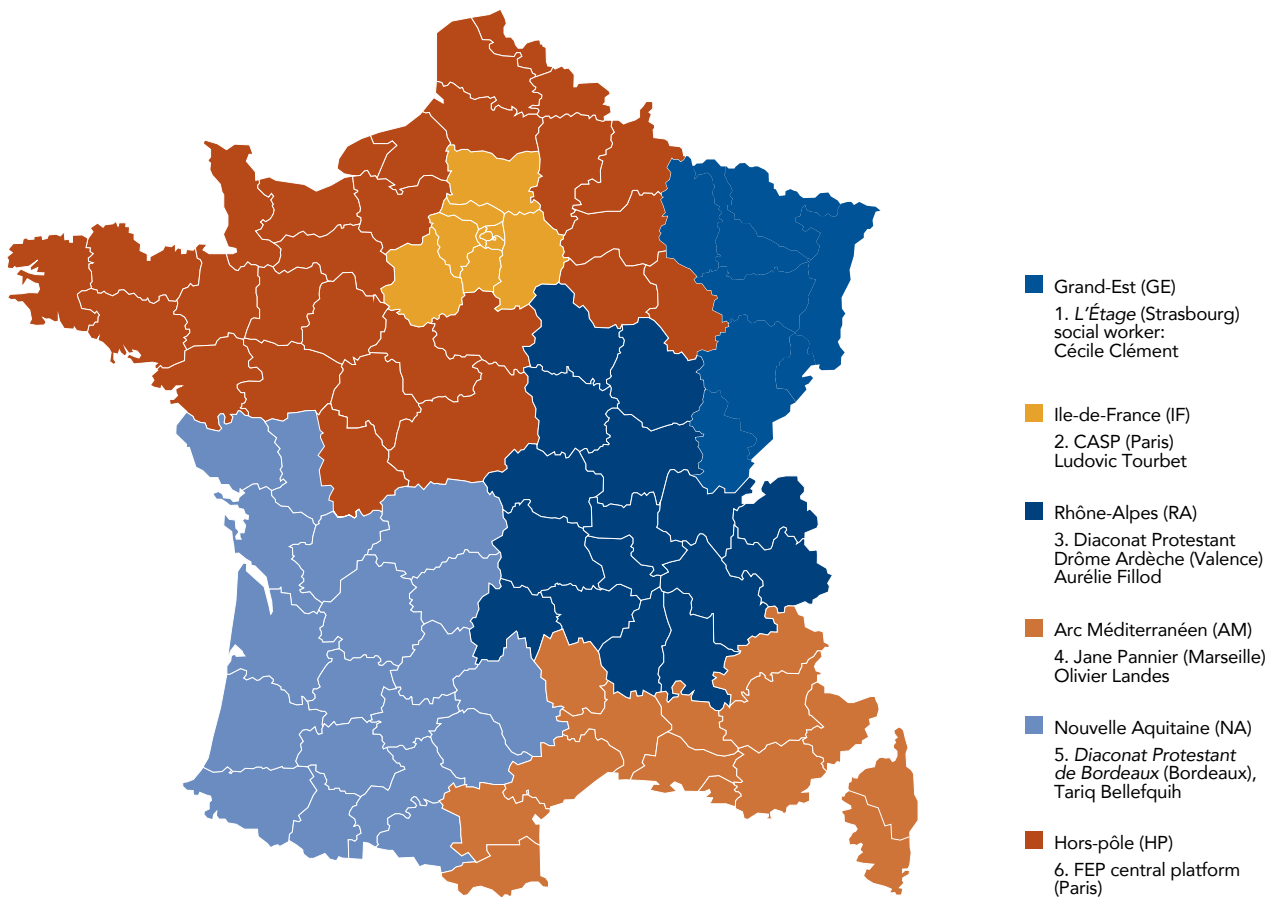 Grand-Est (GE)
1. L'Étage (Strasbourg)
social worker:
Cécile Clément
Ile-de-France (IF)
2. CASP (Paris)
Ludovic Tourbet
Rhône-Alpes (RA)
3. Diaconat Protestant
Drôme Ardèche (Valence)
Aurélie Fillod
Arc Méditerranéen (AM)
4. Jane Pannier (Marseille)
Olivier Landes
Nouvelle Aquitaine (NA)
5. Diaconat Protestant
de Bordeaux (Bordeaux),
Tariq Bellefquih
Hors-pôle (HP)
6. FEP central platform
(Paris)